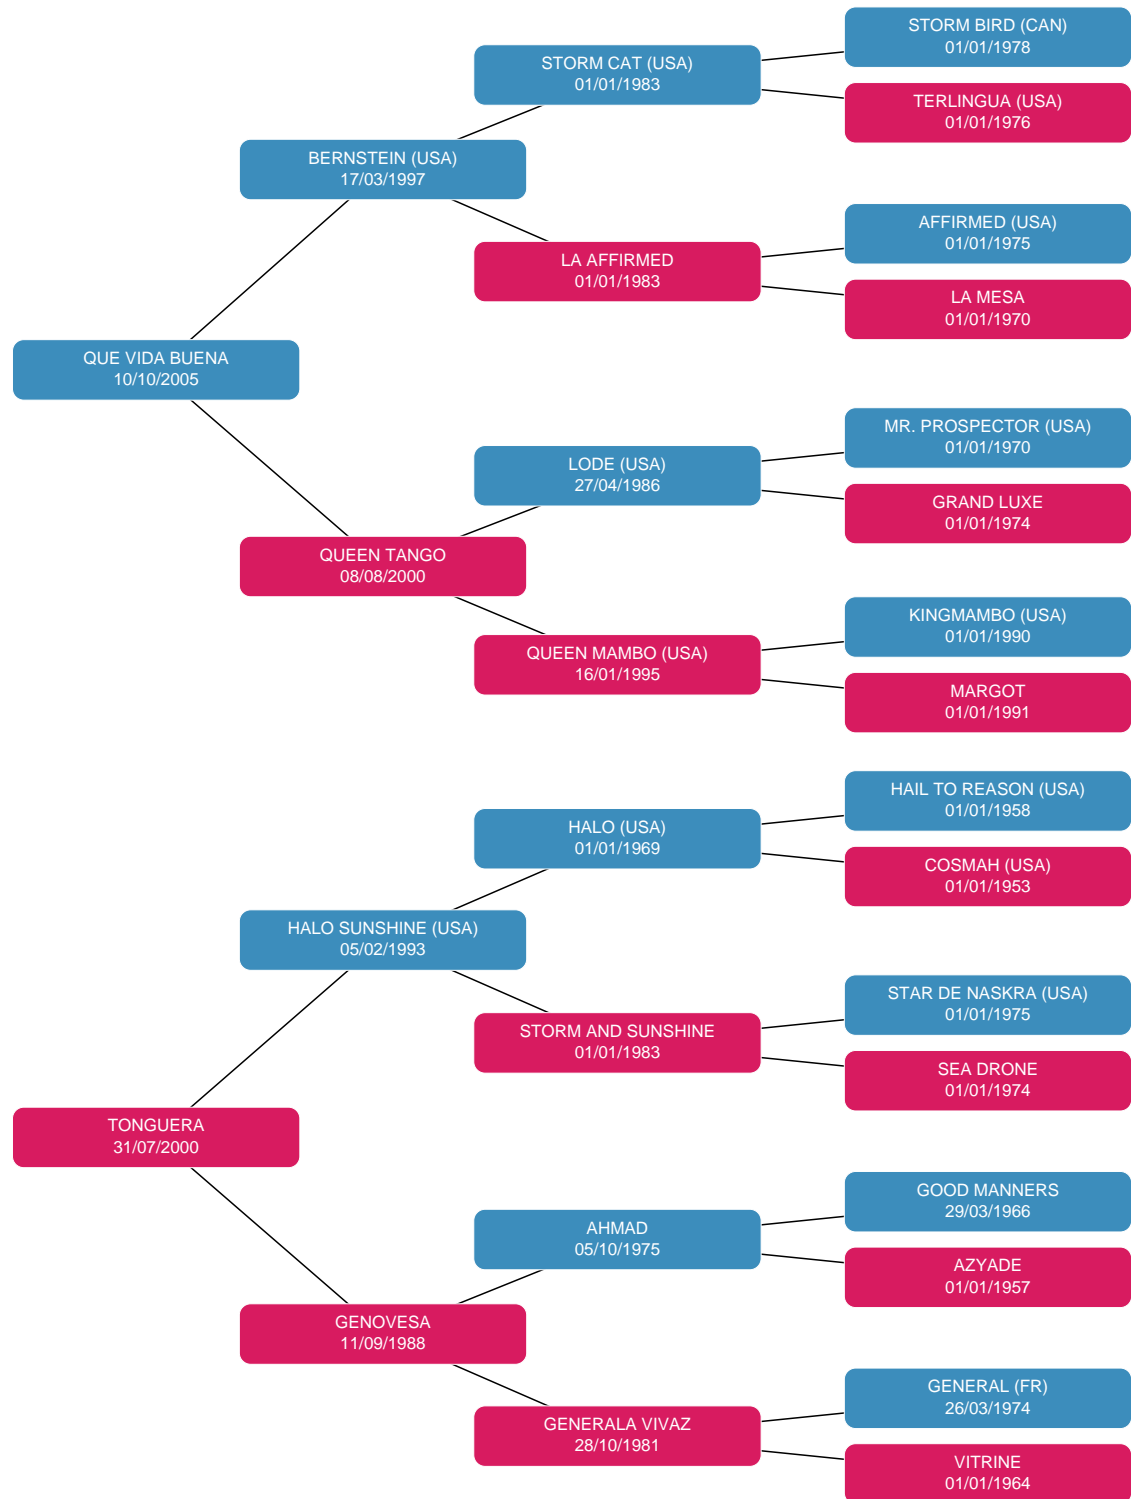 STORM BIRD (CAN)
01/01/1978
STORM CAT (USA)
01/01/1983
TERLINGUA (USA)
01/01/1976
BERNSTEIN (USA)
17/03/1997
AFFIRMED (USA)
01/01/1975
LA AFFIRMED
01/01/1983
LA MESA
01/01/1970
QUE VIDA BUENA
10/10/2005
MR. PROSPECTOR (USA)
01/01/1970
LODE (USA)
27/04/1986
GRAND LUXE
01/01/1974
QUEEN TANGO
08/08/2000
KINGMAMBO (USA)
01/01/1990
QUEEN MAMBO (USA)
16/01/1995
MARGOT
01/01/1991
HAIL TO REASON (USA)
01/01/1958
HALO (USA)
01/01/1969
COSMAH (USA)
01/01/1953
HALO SUNSHINE (USA)
05/02/1993
STAR DE NASKRA (USA)
01/01/1975
STORM AND SUNSHINE
01/01/1983
SEA DRONE
01/01/1974
TONGUERA
31/07/2000
GOOD MANNERS
29/03/1966
AHMAD
05/10/1975
AZYADE
01/01/1957
GENOVESA
11/09/1988
GENERAL (FR)
26/03/1974
GENERALA VIVAZ
28/10/1981
VITRINE
01/01/1964